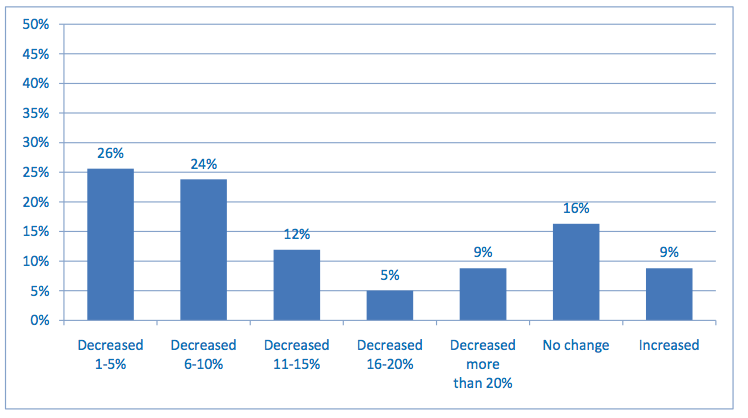 50%
45%
40%
35%
30%
25%
20%
15%
10%
5%
0%
26%
24%
12%
5%
9%
16%
9%
Decreased
1-5%
Decreased
6-10%
Decreased
11-15%
Decreased
16-20%
Decreased
more
than 20%
No change
Increased